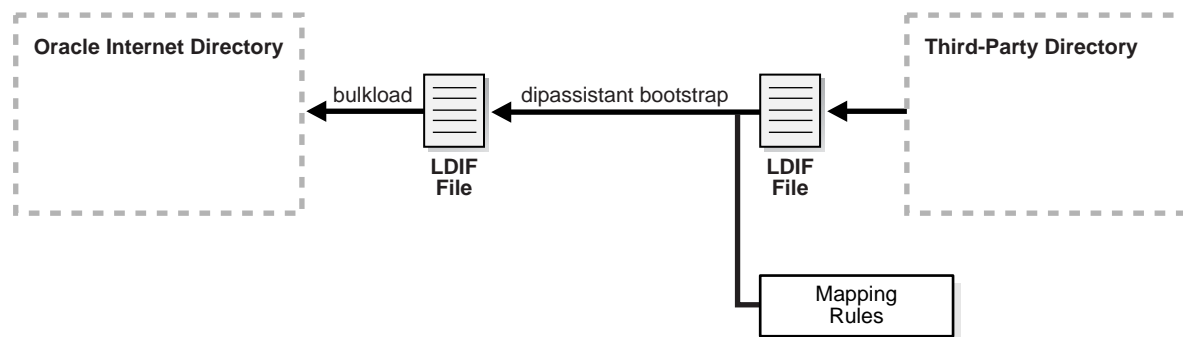 Oracle Internet Directory
Third-Party Directory
bulkload
dipassistant bootstrap
LDIF
File
LDIF
File
Mapping
Rules